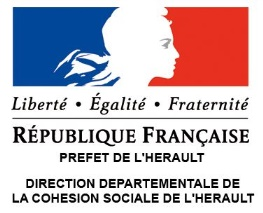 Liberté • Égalité • Fraternité
RÉPUBLIQUE FRANÇAISE
PREFET DE L'HERAULT
DIRECTION DEPARTEMENTALE DE
LA COHESION SOCIALE DE L'HERAULT